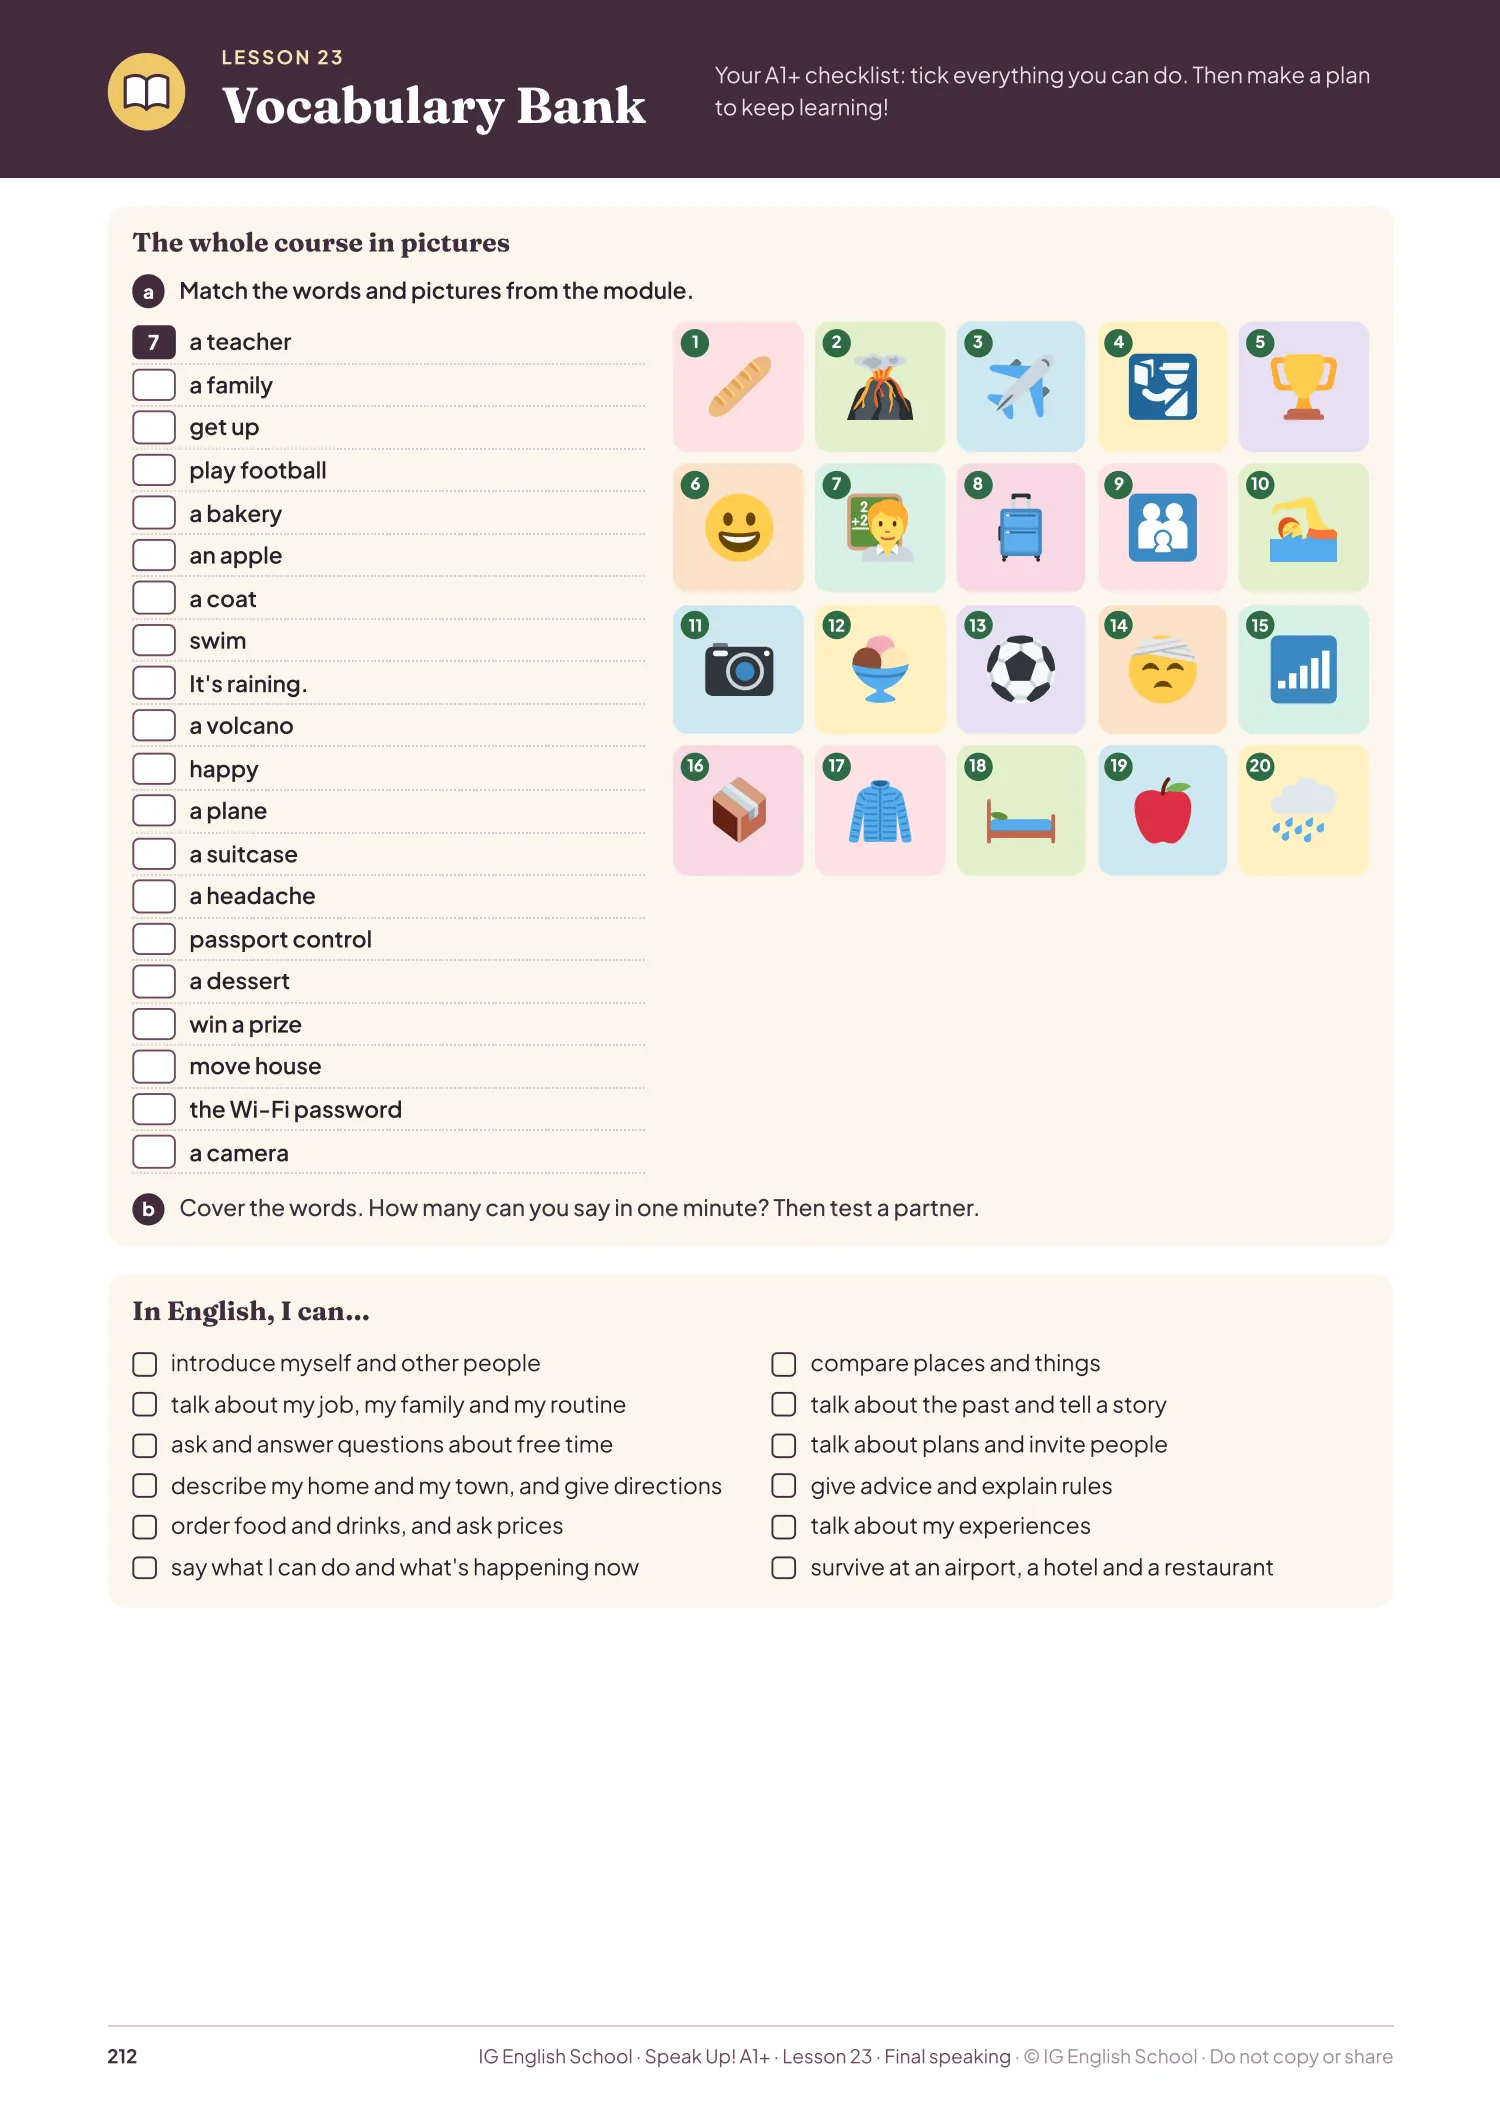 LESSON 23
Vocabulary Bank
Your A1+ checklist: tick everything you can do. Then make a plan
to keep learning!
The whole course in pictures
a Match the words and pictures from the module.
7 a teacher
a family
get up
play football
a bakery
an apple
a coat
swim
It's raining.
a volcano
happy
a plane
a suitcase
a headache
passport control
a dessert
win a prize
move house
the Wi-Fi password
a camera
1 2 3 4 5
6 7 8 9 10
2
+2
11 12 13 14 15
16 17 18 19 20
b Cover the words. How many can you say in one minute? Then test a partner.
In English, I can...
introduce myself and other people
talk about my job, my family and my routine
ask and answer questions about free time
describe my home and my town, and give directions
order food and drinks, and ask prices
say what I can do and what's happening now
compare places and things
talk about the past and tell a story
talk about plans and invite people
give advice and explain rules
talk about my experiences
survive at an airport, a hotel and a restaurant
212
IG English School · Speak Up! A1+ · Lesson 23 · Final speaking · © IG English School · Do not copy or share